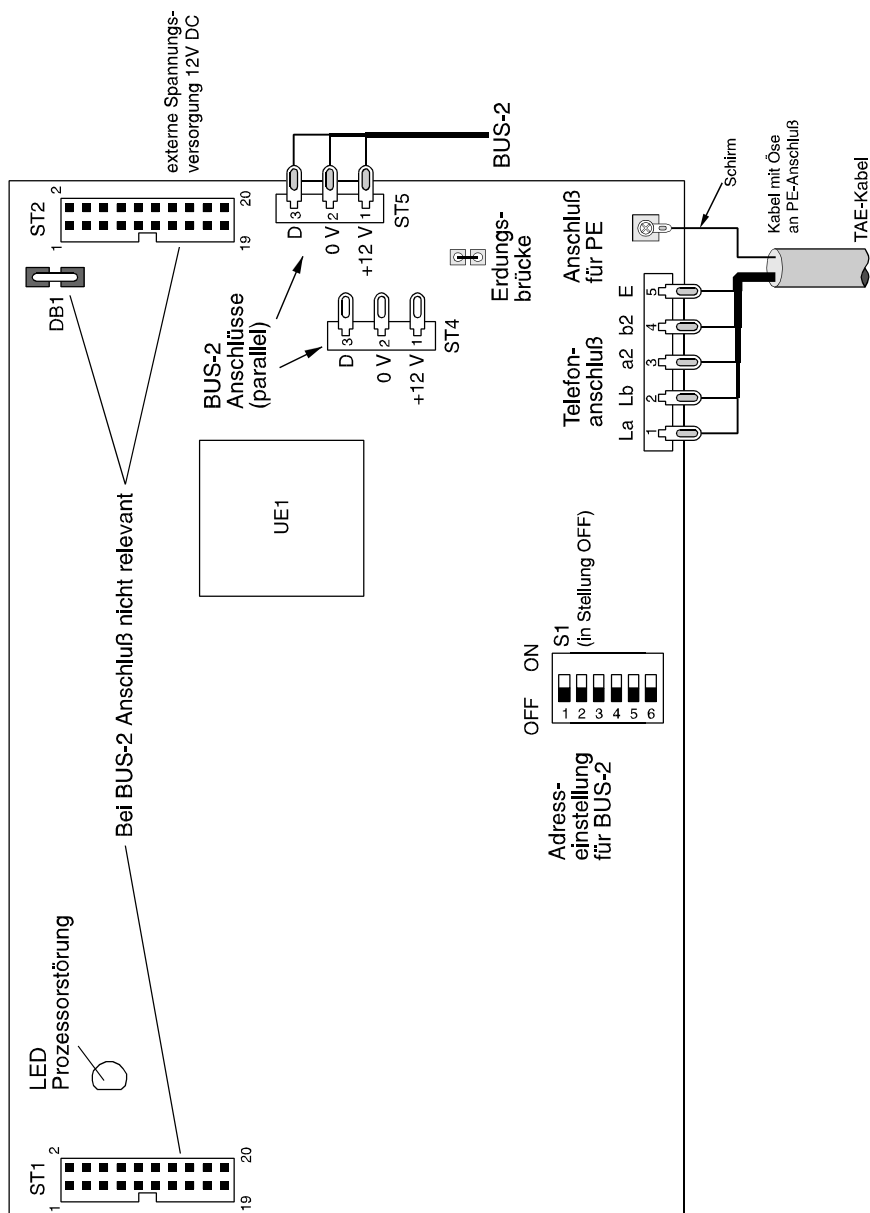 ST1
1
2
19
20
LED
Prozessorstörung
Bei BUS-2 Anschluß nicht relevant
DB1
ST2
1
2
19
20
externe Spannungs-
versorgung 12V DC
BUS-2
Anschlüsse
(parallel)
D 3
0 V 2
+12 V 1
ST5
BUS-2
D 3
0 V 2
+12 V 1
ST4
UE1
Erdungs-
brücke
Adress-
einstellung
für BUS-2
OFF
ON
1
2
3
4
5
6
S1
(in Stellung OFF)
Telefon-
anschluß
La
Lb
a2
b2
E
1
2
3
4
5
Anschluß
für PE
Schirm
Kabel mit Öse
an PE-Anschluß
TAE-Kabel